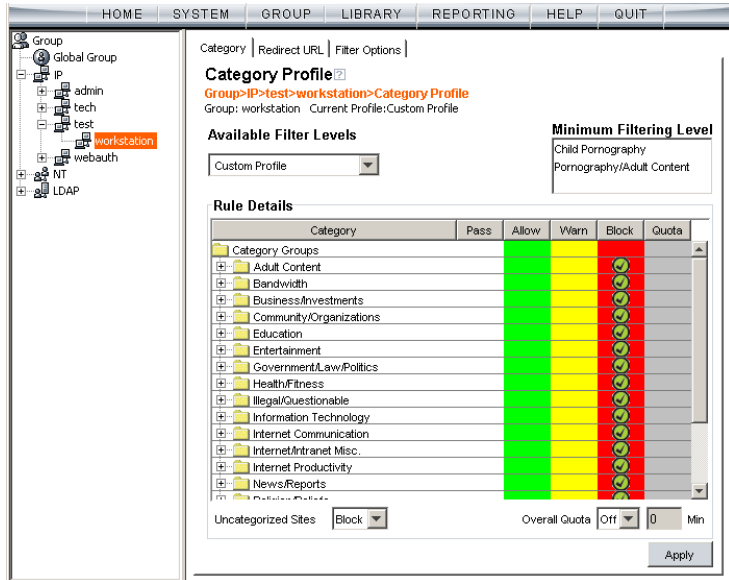 HOME SYSTEM GROUP LIBRARY REPORTING HELP QUIT
Group
Global Group
IP
admin
tech
test
workstation
webauth
NT
LDAP
Category Redirect URL Filter Options
Category Profile ?
Group>IP>test>workstation>Category Profile
Group: workstation Current Profile:Custom Profile
Available Filter Levels
Custom Profile
Minimum Filtering Level
Child Pornography
Pornography/Adult Content
Rule Details
Category Pass Allow Warn Block Quota
Category Groups
Adult Content
Bandwidth
Business/Investments
Community/Organizations
Education
Entertainment
Government/Law/Politics
Health/Fitness
Illegal/Questionable
Information Technology
Internet Communication
Internet/Intranet Misc.
Internet Productivity
News/Reports
Religion/Beliefs
Uncategorized Sites Block Overall Quota Off 0 Min
Apply